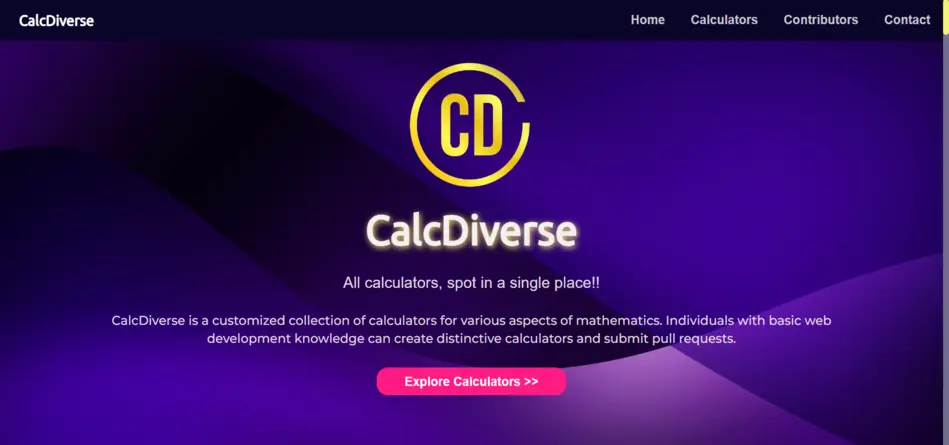 CalcDiverse
Home Calculators Contributors Contact
CD
CalcDiverse
All calculators, spot in a single place!!
CalcDiverse is a customized collection of calculators for various aspects of mathematics. Individuals with basic web
development knowledge can create distinctive calculators and submit pull requests.
Explore Calculators >>